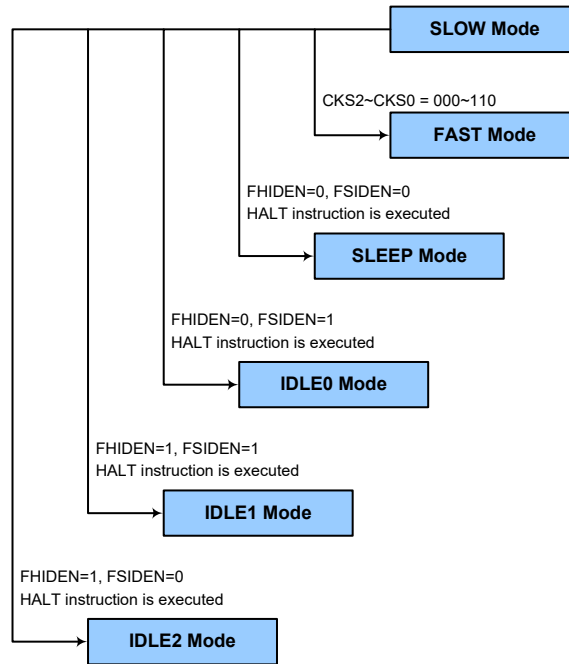 SLOW Mode
CKS2~CKS0 = 000~110
FAST Mode
FHIDEN=0, FSIDEN=0
HALT instruction is executed
SLEEP Mode
FHIDEN=0, FSIDEN=1
HALT instruction is executed
IDLE0 Mode
FHIDEN=1, FSIDEN=1
HALT instruction is executed
IDLE1 Mode
FHIDEN=1, FSIDEN=0
HALT instruction is executed
IDLE2 Mode